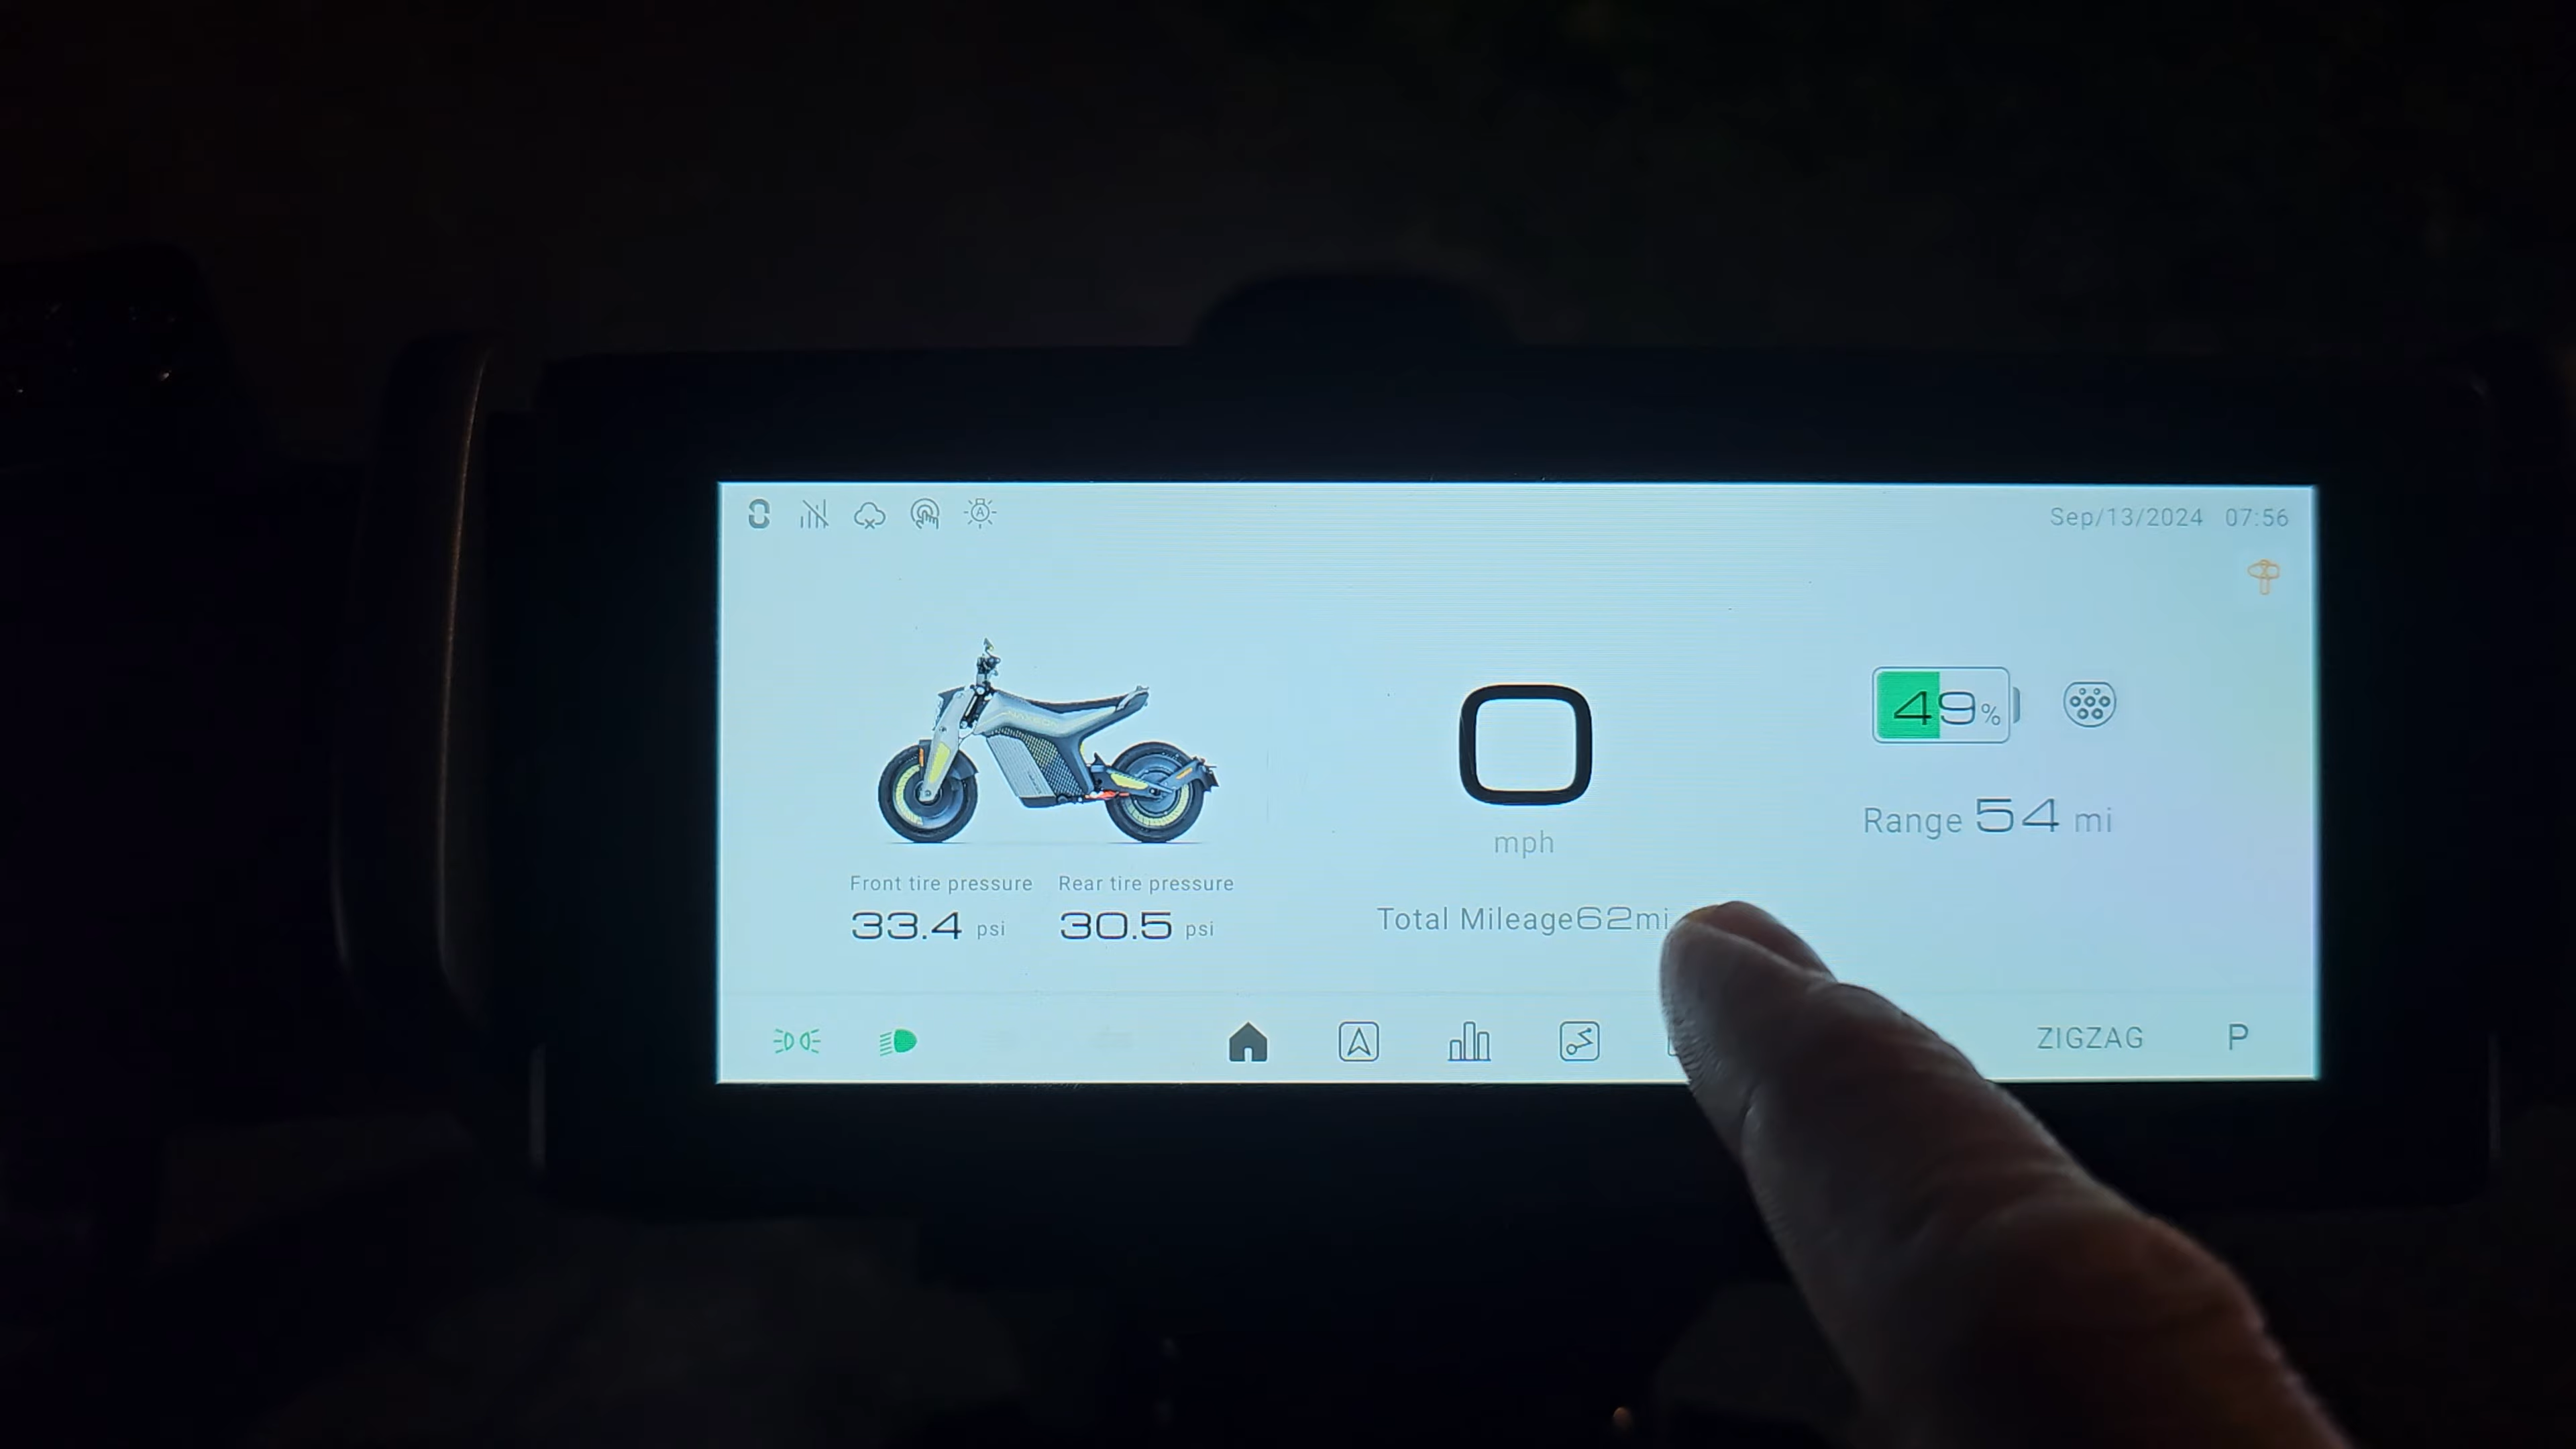 Sep/13/2024 07:56
49%
Range 54 mi
0
mph
Front tire pressure Rear tire pressure
33.4 psi 30.5 psi
Total Mileage62mi
ZIGZAG P